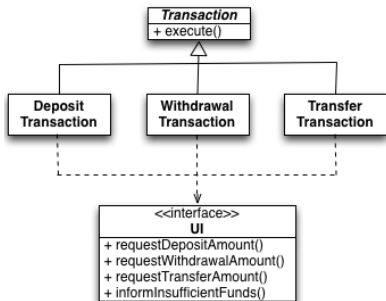 Transaction
+ execute()
Deposit
Transaction
Withdrawal
Transaction
Transfer
Transaction
<<interface>>
UI
+ requestDepositAmount()
+ requestWithdrawalAmount()
+ requestTransferAmount()
+ informInsufficientFunds()